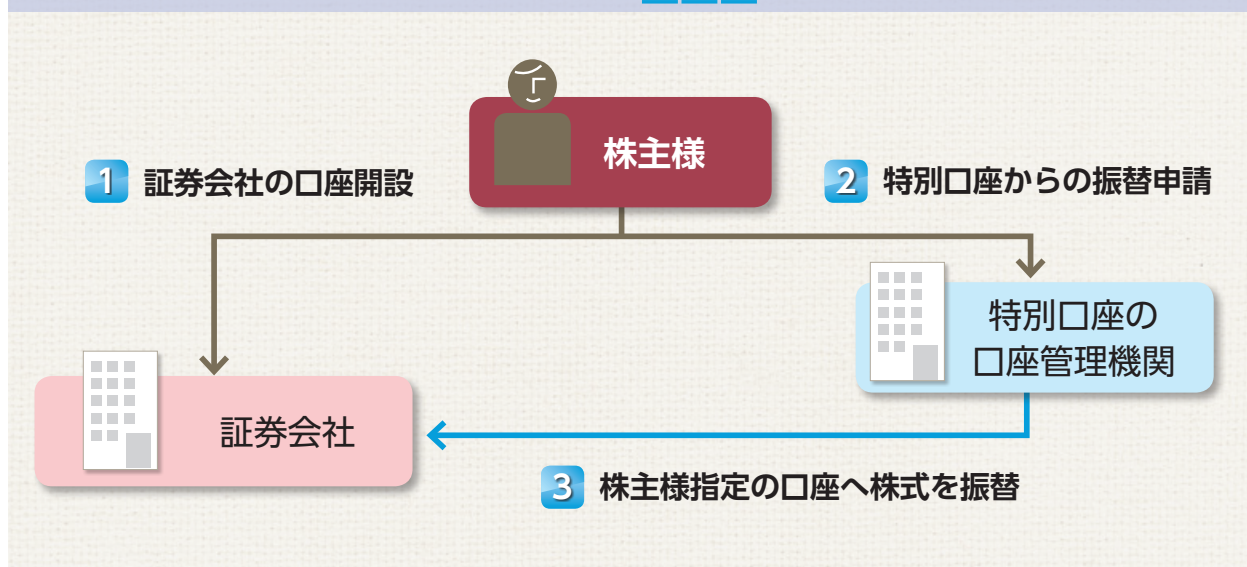 株主様
1 証券会社の口座開設
2 特別口座からの振替申請
特別口座の
口座管理機関
証券会社
3 株主様指定の口座へ株式を振替